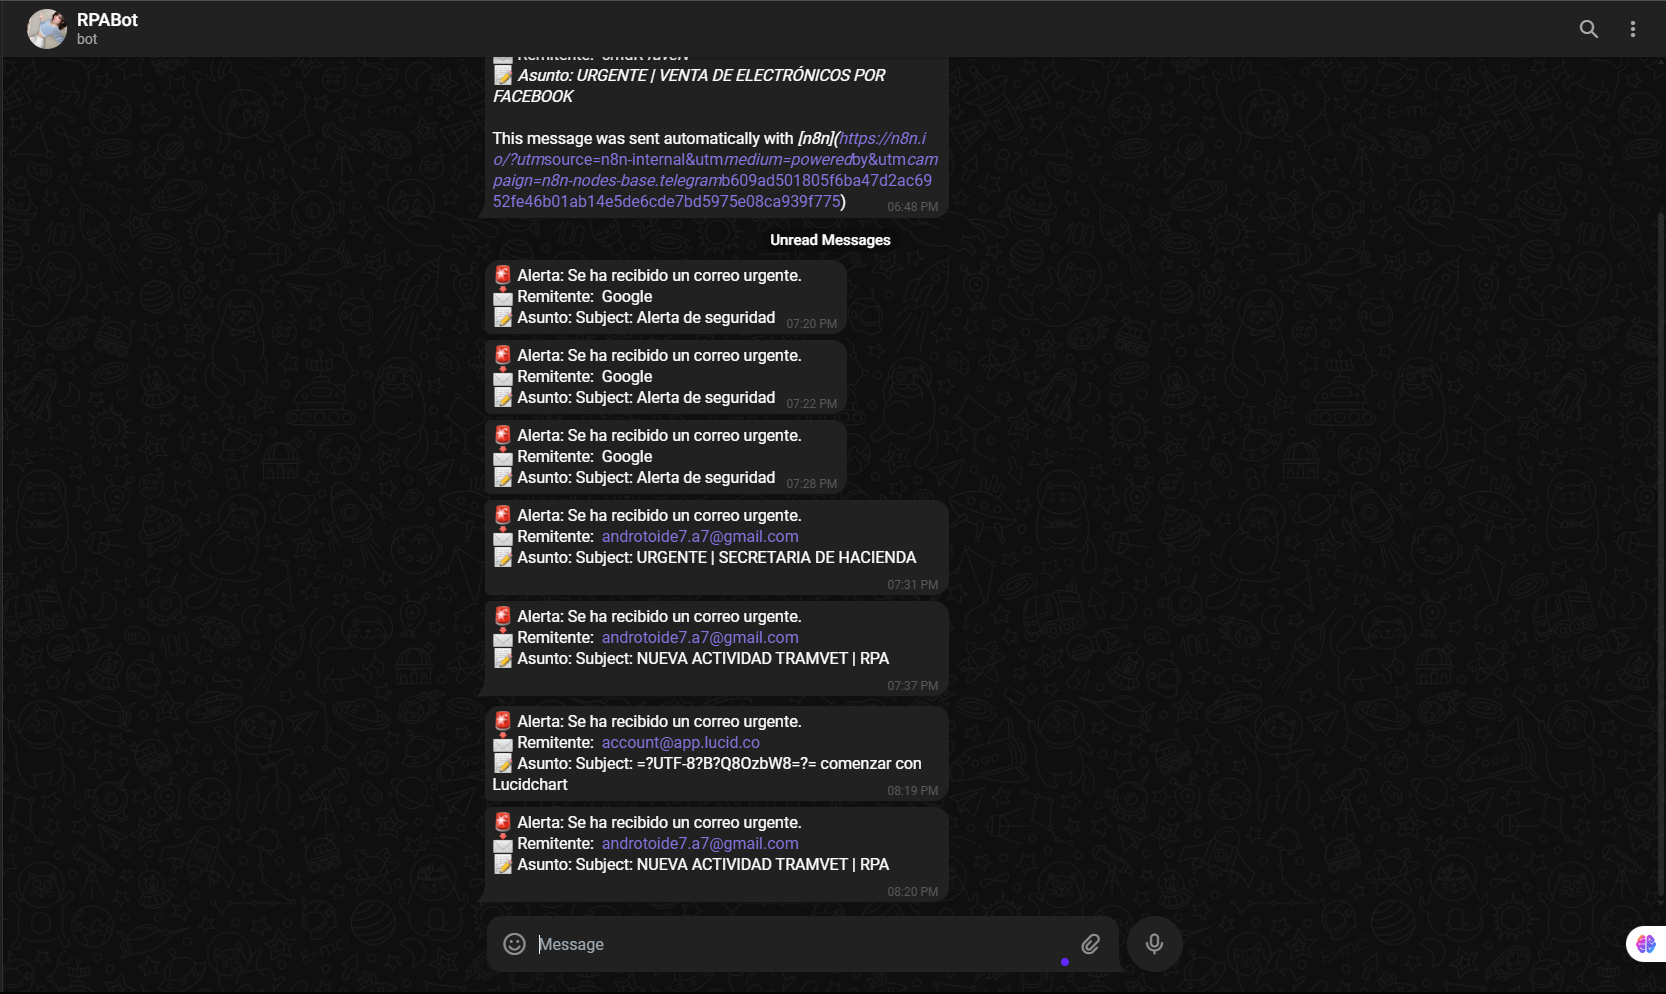 RPABot
bot
📝 Asunto: URGENTE | VENTA DE ELECTRÓNICOS POR
FACEBOOK
This message was sent automatically with [n8n](https://n8n.i
o/?utmsource=n8n-internal&utmmedium=poweredby&utmcam
paign=n8n-nodes-base.telegramb609ad501805f6ba47d2ac69
52fe46b01ab14e5de6cde7bd5975e08ca939f775)
06:48 PM
Unread Messages
🚨 Alerta: Se ha recibido un correo urgente.
📩 Remitente: Google
📝 Asunto: Subject: Alerta de seguridad
07:20 PM
🚨 Alerta: Se ha recibido un correo urgente.
📩 Remitente: Google
📝 Asunto: Subject: Alerta de seguridad
07:22 PM
🚨 Alerta: Se ha recibido un correo urgente.
📩 Remitente: Google
📝 Asunto: Subject: Alerta de seguridad
07:28 PM
🚨 Alerta: Se ha recibido un correo urgente.
📩 Remitente: androtoide7.a7@gmail.com
📝 Asunto: Subject: URGENTE | SECRETARIA DE HACIENDA
07:31 PM
🚨 Alerta: Se ha recibido un correo urgente.
📩 Remitente: androtoide7.a7@gmail.com
📝 Asunto: Subject: NUEVA ACTIVIDAD TRAMVET | RPA
07:37 PM
🚨 Alerta: Se ha recibido un correo urgente.
📩 Remitente: account@app.lucid.co
📝 Asunto: Subject: =?UTF-8?B?Q8OzbW8=?= comenzar con
Lucidchart
08:19 PM
🚨 Alerta: Se ha recibido un correo urgente.
📩 Remitente: androtoide7.a7@gmail.com
📝 Asunto: Subject: NUEVA ACTIVIDAD TRAMVET | RPA
08:20 PM
Message